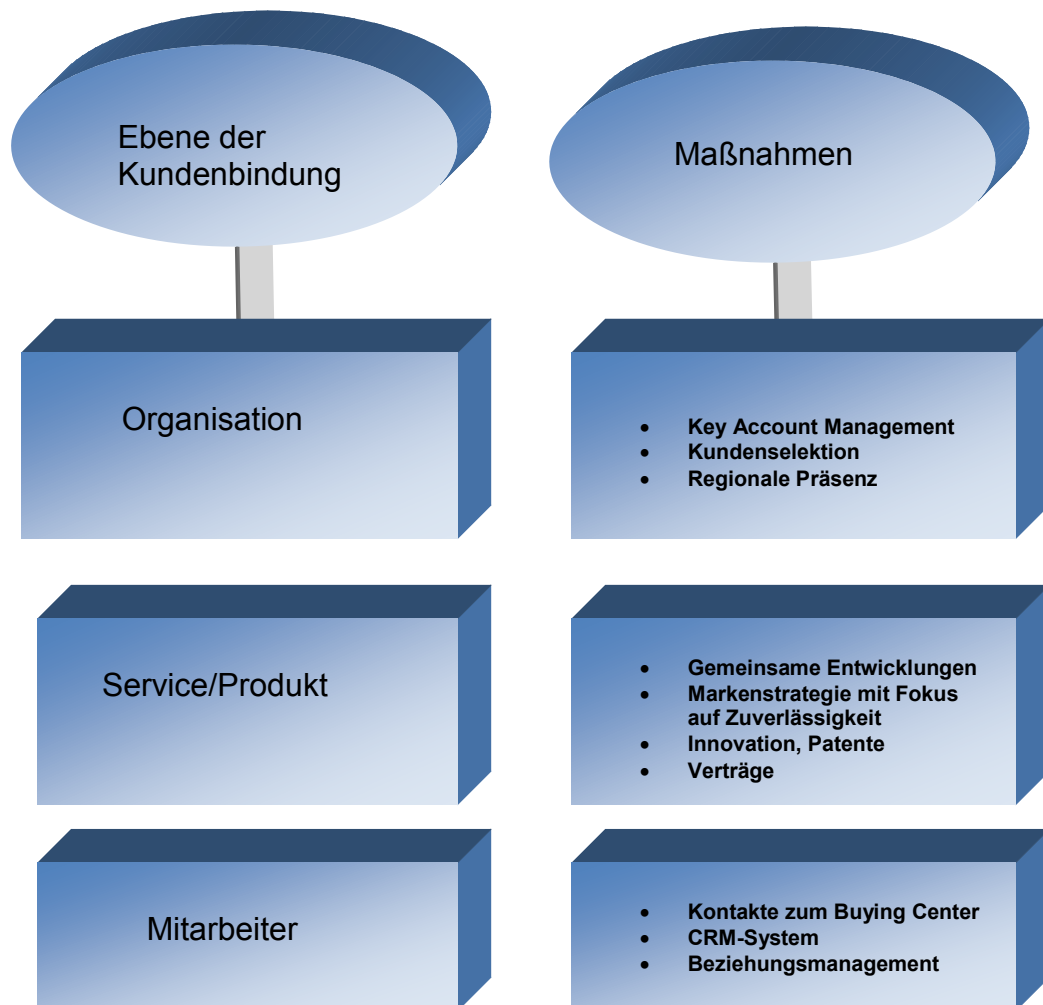 Ebene der
Kundenbindung
Maßnahmen
Organisation
• Key Account Management
• Kundenselektion
• Regionale Präsenz
Service/Produkt
• Gemeinsame Entwicklungen
• Markenstrategie mit Fokus
auf Zuverlässigkeit
• Innovation, Patente
• Verträge
Mitarbeiter
• Kontakte zum Buying Center
• CRM-System
• Beziehungsmanagement